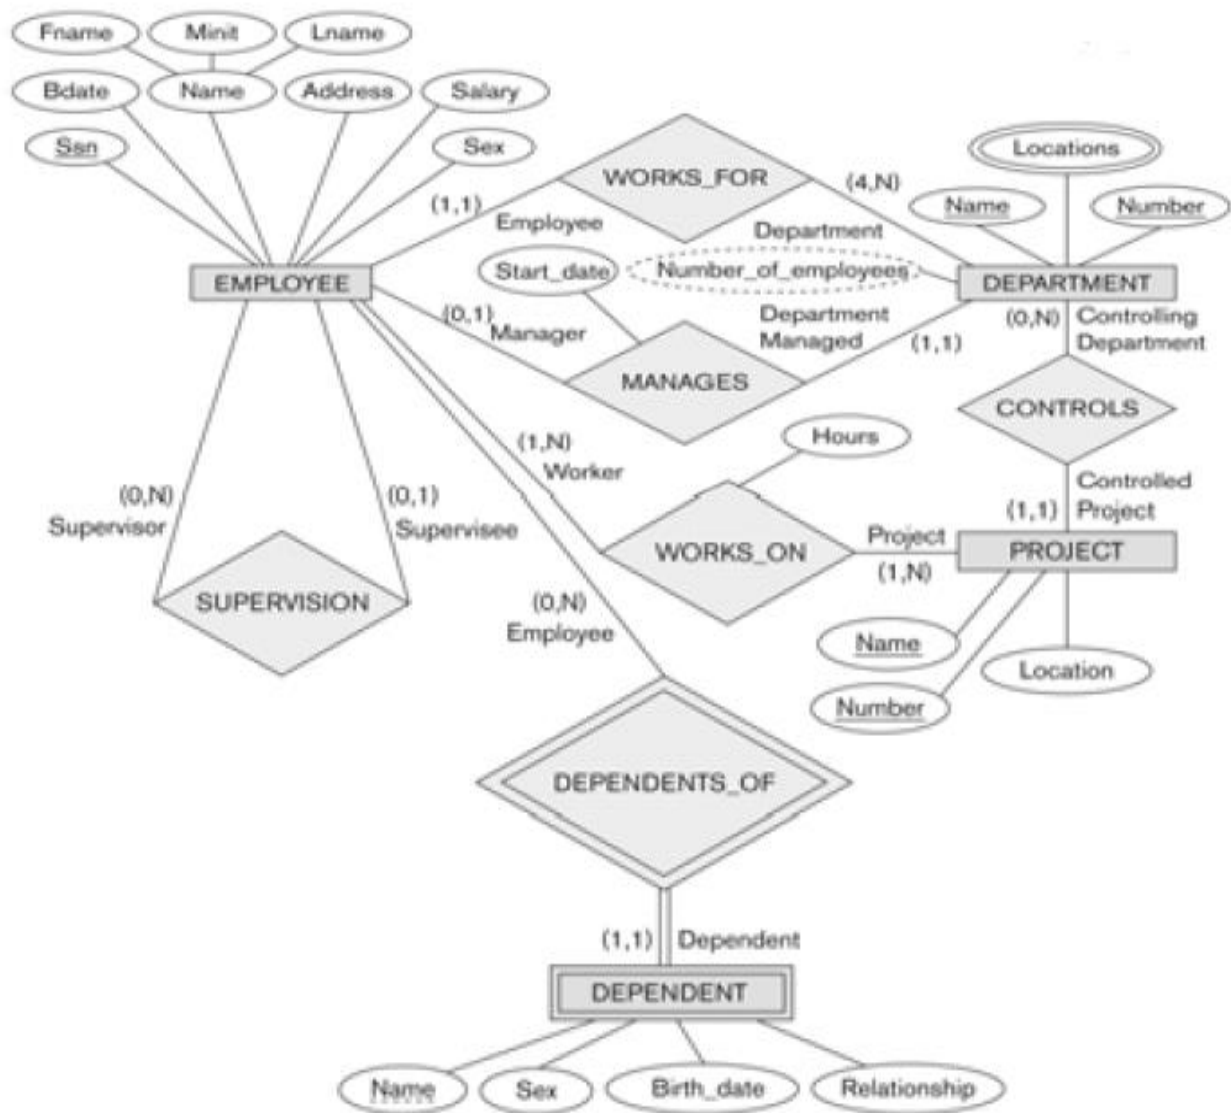 Fname Minit Lname
Bdate Name Address Salary
Ssn Sex
WORKS_FOR
Locations
(1,1)
Employee
(4,N)
Department
Name Number
Start_date
Number_of_employees
EMPLOYEE
DEPARTMENT
(0,1)
Manager
Department
Managed
(1,1)
MANAGES
(0,N)
Controlling
Department
CONTROLS
Hours
(1,N)
Worker
(0,N)
Supervisor
(0,1)
Supervisee
Controlled
Project
(1,1)
WORKS_ON
Project
(1,N)
PROJECT
SUPERVISION
(0,N)
Employee
Name
Location
Number
DEPENDENTS_OF
(1,1)
Dependent
DEPENDENT
Name Sex Birth_date Relationship